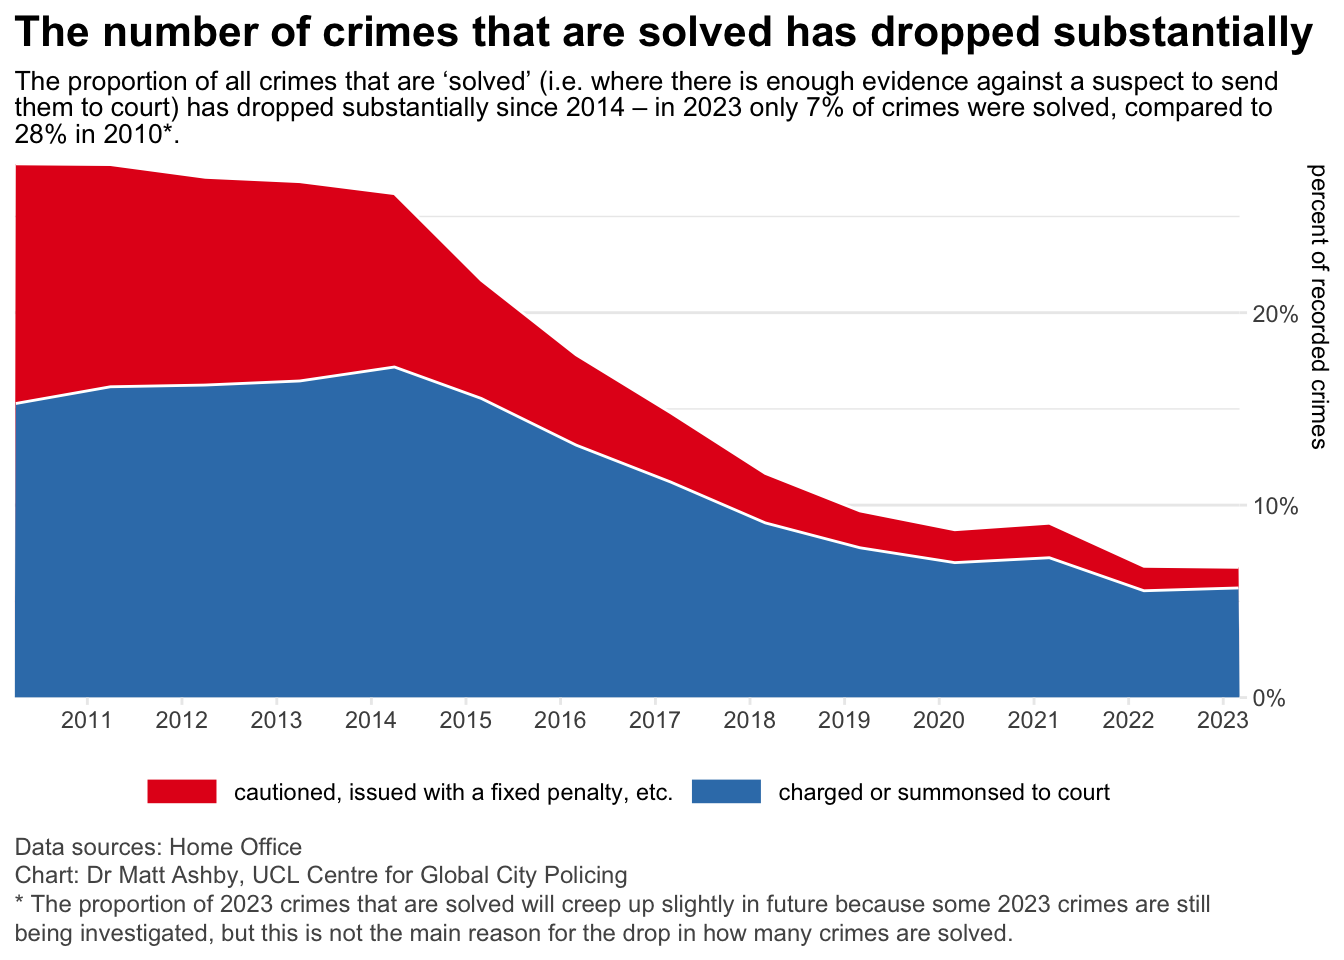 The number of crimes that are solved has dropped substantially
The proportion of all crimes that are ‘solved’ (i.e. where there is enough evidence against a suspect to send
them to court) has dropped substantially since 2014 – in 2023 only 7% of crimes were solved, compared to
28% in 2010*.
percent of recorded crimes
20%
10%
0%
2011 2012 2013 2014 2015 2016 2017 2018 2019 2020 2021 2022 2023
cautioned, issued with a fixed penalty, etc. charged or summonsed to court
Data sources: Home Office
Chart: Dr Matt Ashby, UCL Centre for Global City Policing
* The proportion of 2023 crimes that are solved will creep up slightly in future because some 2023 crimes are still
being investigated, but this is not the main reason for the drop in how many crimes are solved.